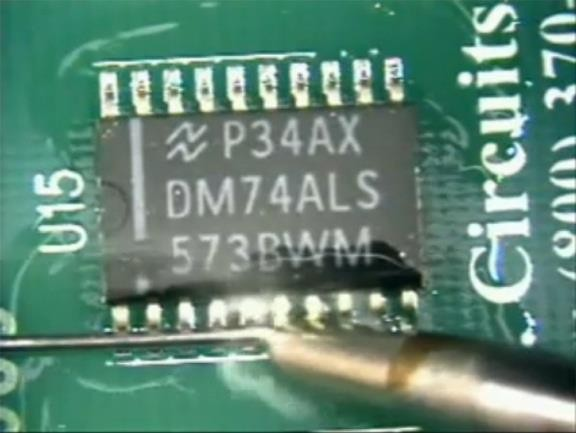 P34AX
DM74ALS
573BWM
U15
Circuits
(800) 370-